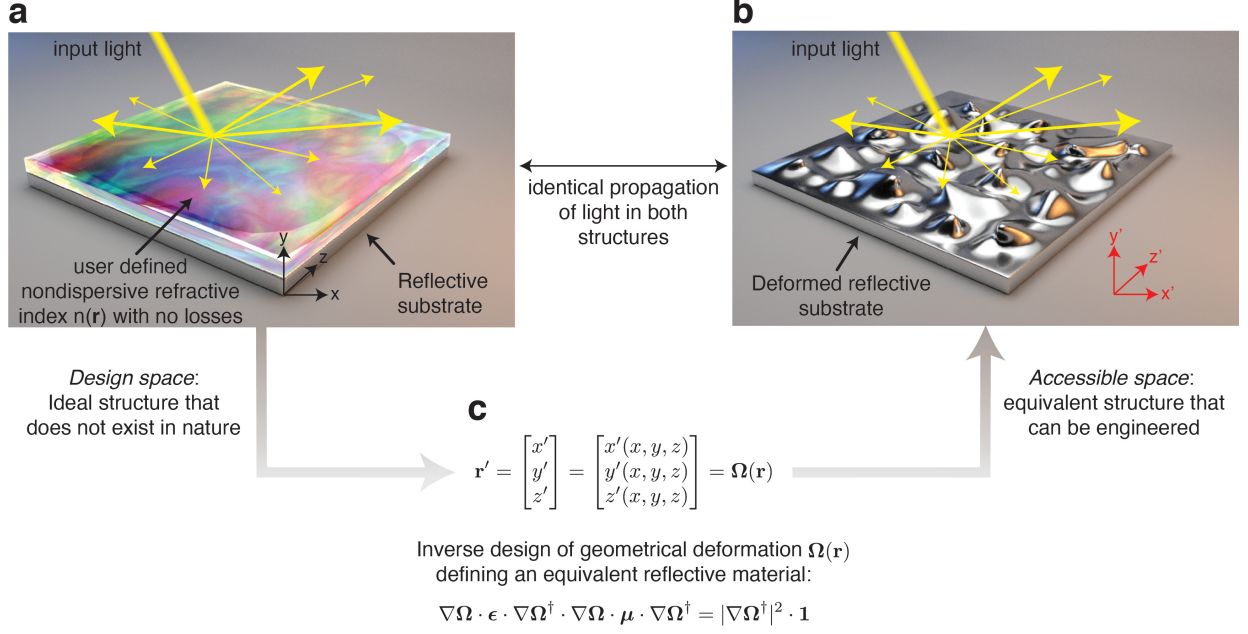 a
input light
y
z
x
user defined
nondispersive refractive
index n(r) with no losses
Reflective
substrate
identical propagation
of light in both
structures
b
input light
Deformed reflective
substrate
y'
z'
x'
Design space:
Ideal structure that
does not exist in nature
Accessible space:
equivalent structure that
can be engineered
c
r′ = [x′ y′ z′] = [x′(x, y, z) y′(x, y, z) z′(x, y, z)] = Ω(r)
Inverse design of geometrical deformation Ω(r)
defining an equivalent reflective material:
∇Ω · ϵ · ∇Ω† · ∇Ω · μ · ∇Ω† = |∇Ω†|² · 1